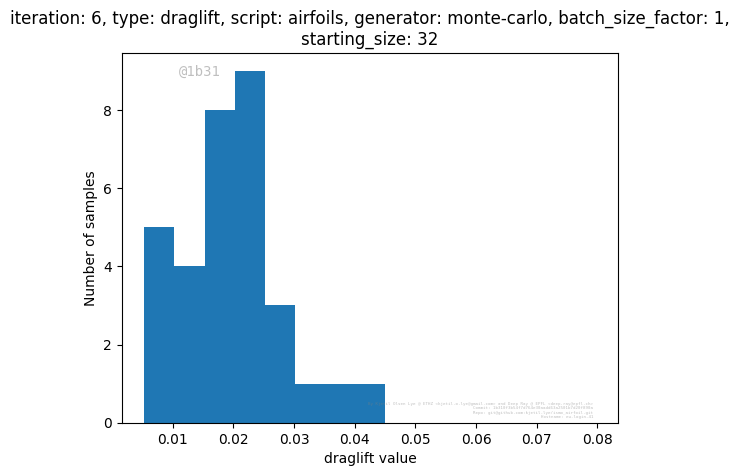 iteration: 6, type: draglift, script: airfoils, generator: monte-carlo, batch_size_factor: 1,
starting_size: 32
@1b31
8
6
4
2
0
Number of samples
0.01 0.02 0.03 0.04 0.05 0.06 0.07 0.08
draglift value